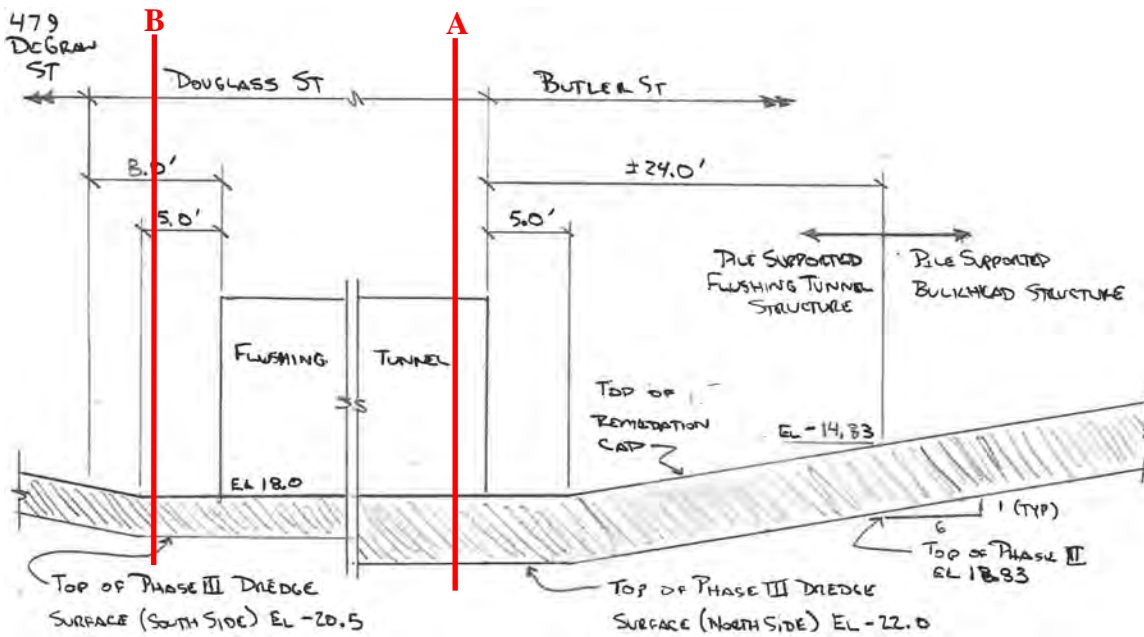 479
DeGRAW
ST
B
A
DOUGLASS ST
BUTLER ST
8.0'
±24.0'
5.0'
5.0'
PILE SUPPORTED
FLUSHING TUNNEL
STRUCTURE
PILE SUPPORTED
BULKHEAD STRUCTURE
FLUSHING
TUNNEL
TOP OF
REMEDATION
CAP
EL -14.83
EL 18.0
1 (TYP)
6
TOP OF PHASE III
EL 18.83
TOP OF PHASE III DREDGE
SURFACE (SOUTH SIDE) EL -20.5
TOP OF PHASE III DREDGE
SURFACE (NORTH SIDE) EL -22.0